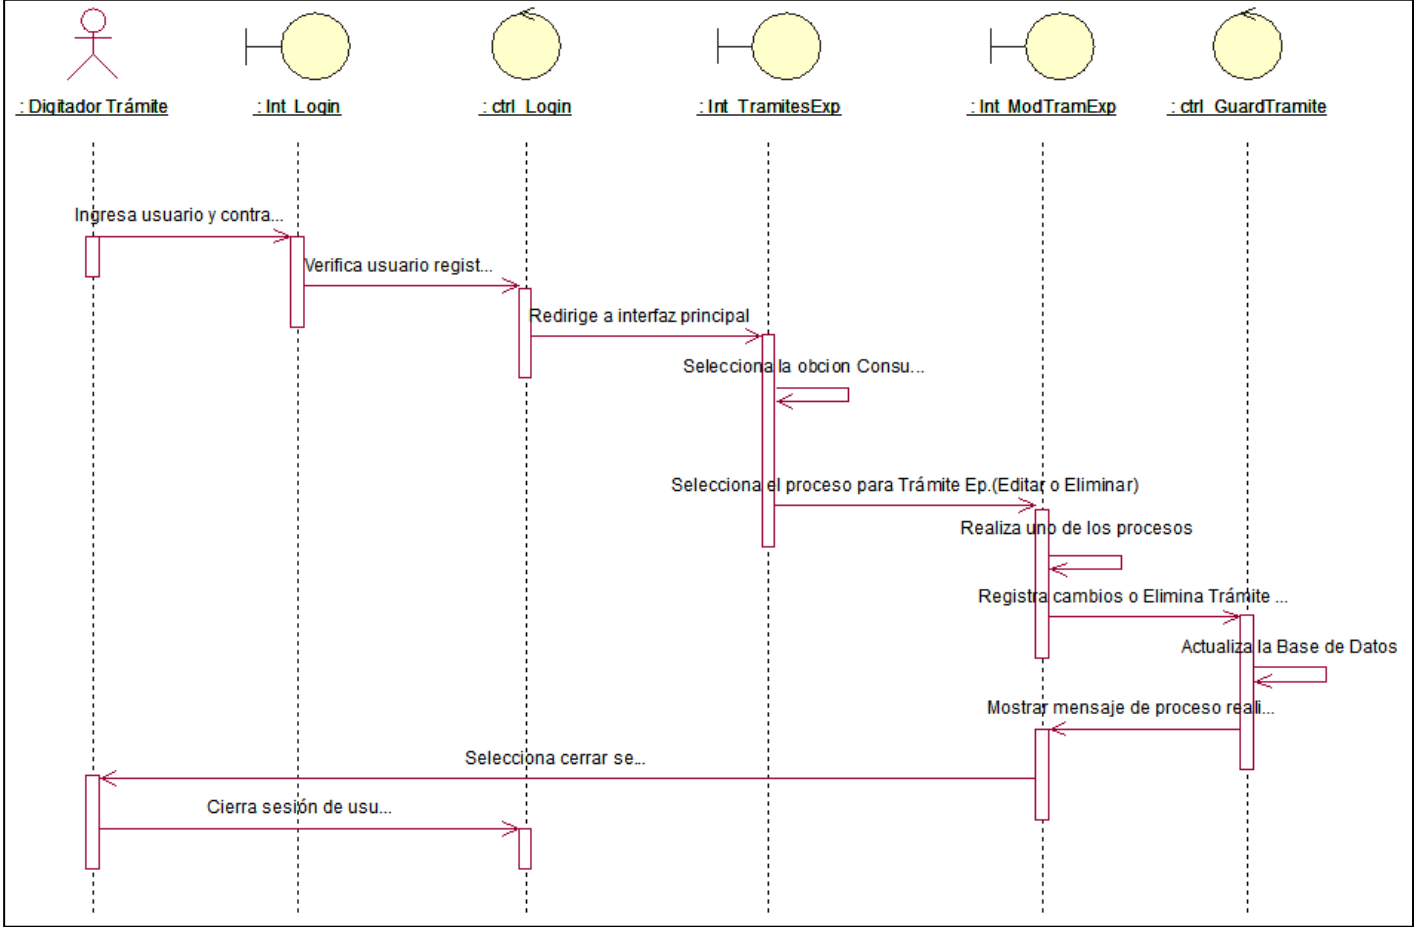 : Digitador Trámite
: Int_Login
: ctrl_Login
: Int_TramitesExp
: Int_ModTramExp
: ctrl_GuardTramite
Ingresa usuario y contra...
Verifica usuario regist...
Redirige a interfaz principal
Selecciona la obcion Consu...
Selecciona el proceso para Trámite Ep.(Editar o Eliminar)
Realiza uno de los procesos
Registra cambios o Elimina Trámite ...
Actualiza la Base de Datos
Mostrar mensaje de proceso reali...
Selecciona cerrar se...
Cierra sesión de usu...